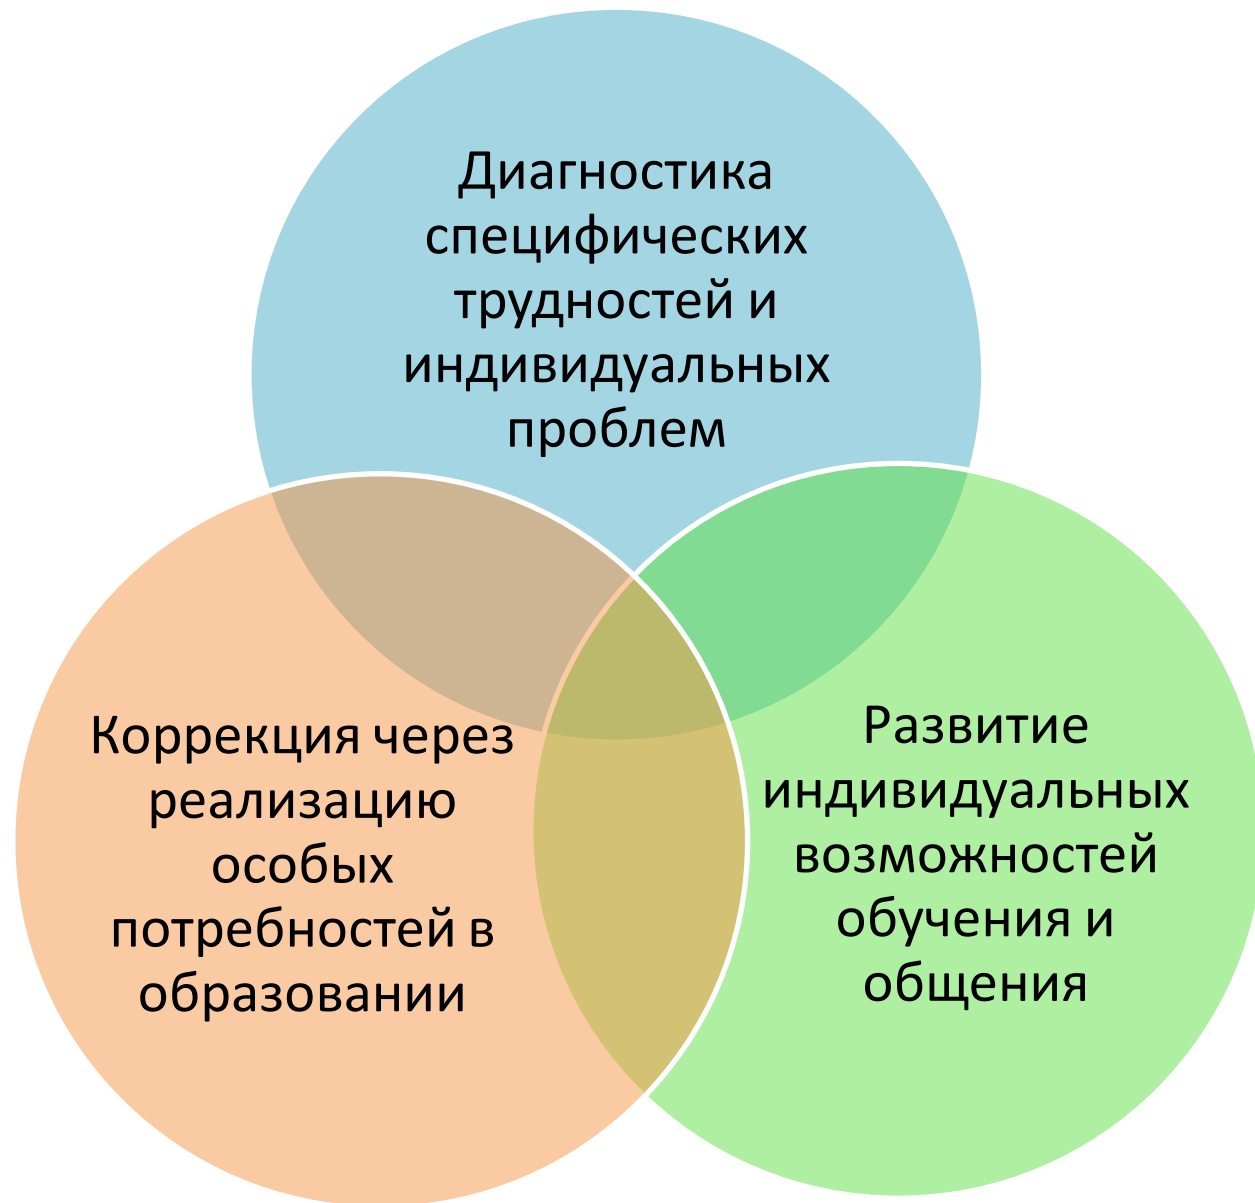 Диагностика
специфических
трудностей и
индивидуальных
проблем
Коррекция через
реализацию
особых
потребностей в
образовании
Развитие
индивидуальных
возможностей
обучения и
общения